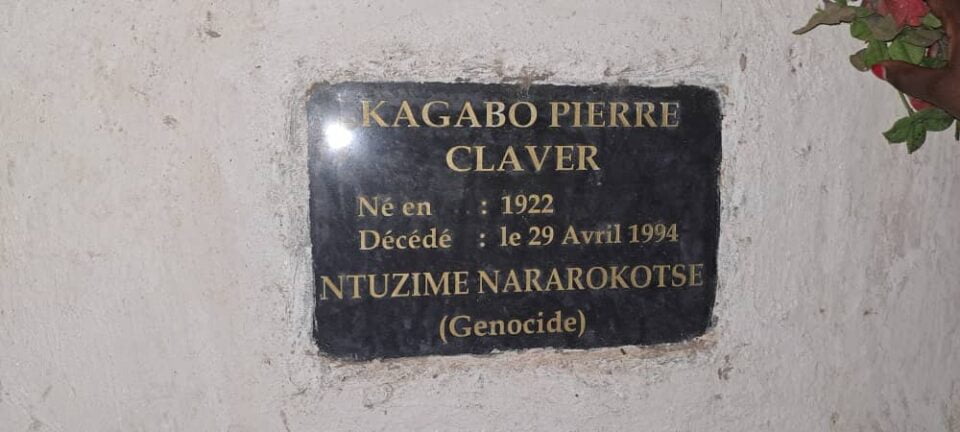 KAGABO PIERRE
CLAVER
Né en : 1922
Décédé : le 29 Avril 1994
NTUZIME NARAROKOTSE
(Genocide)